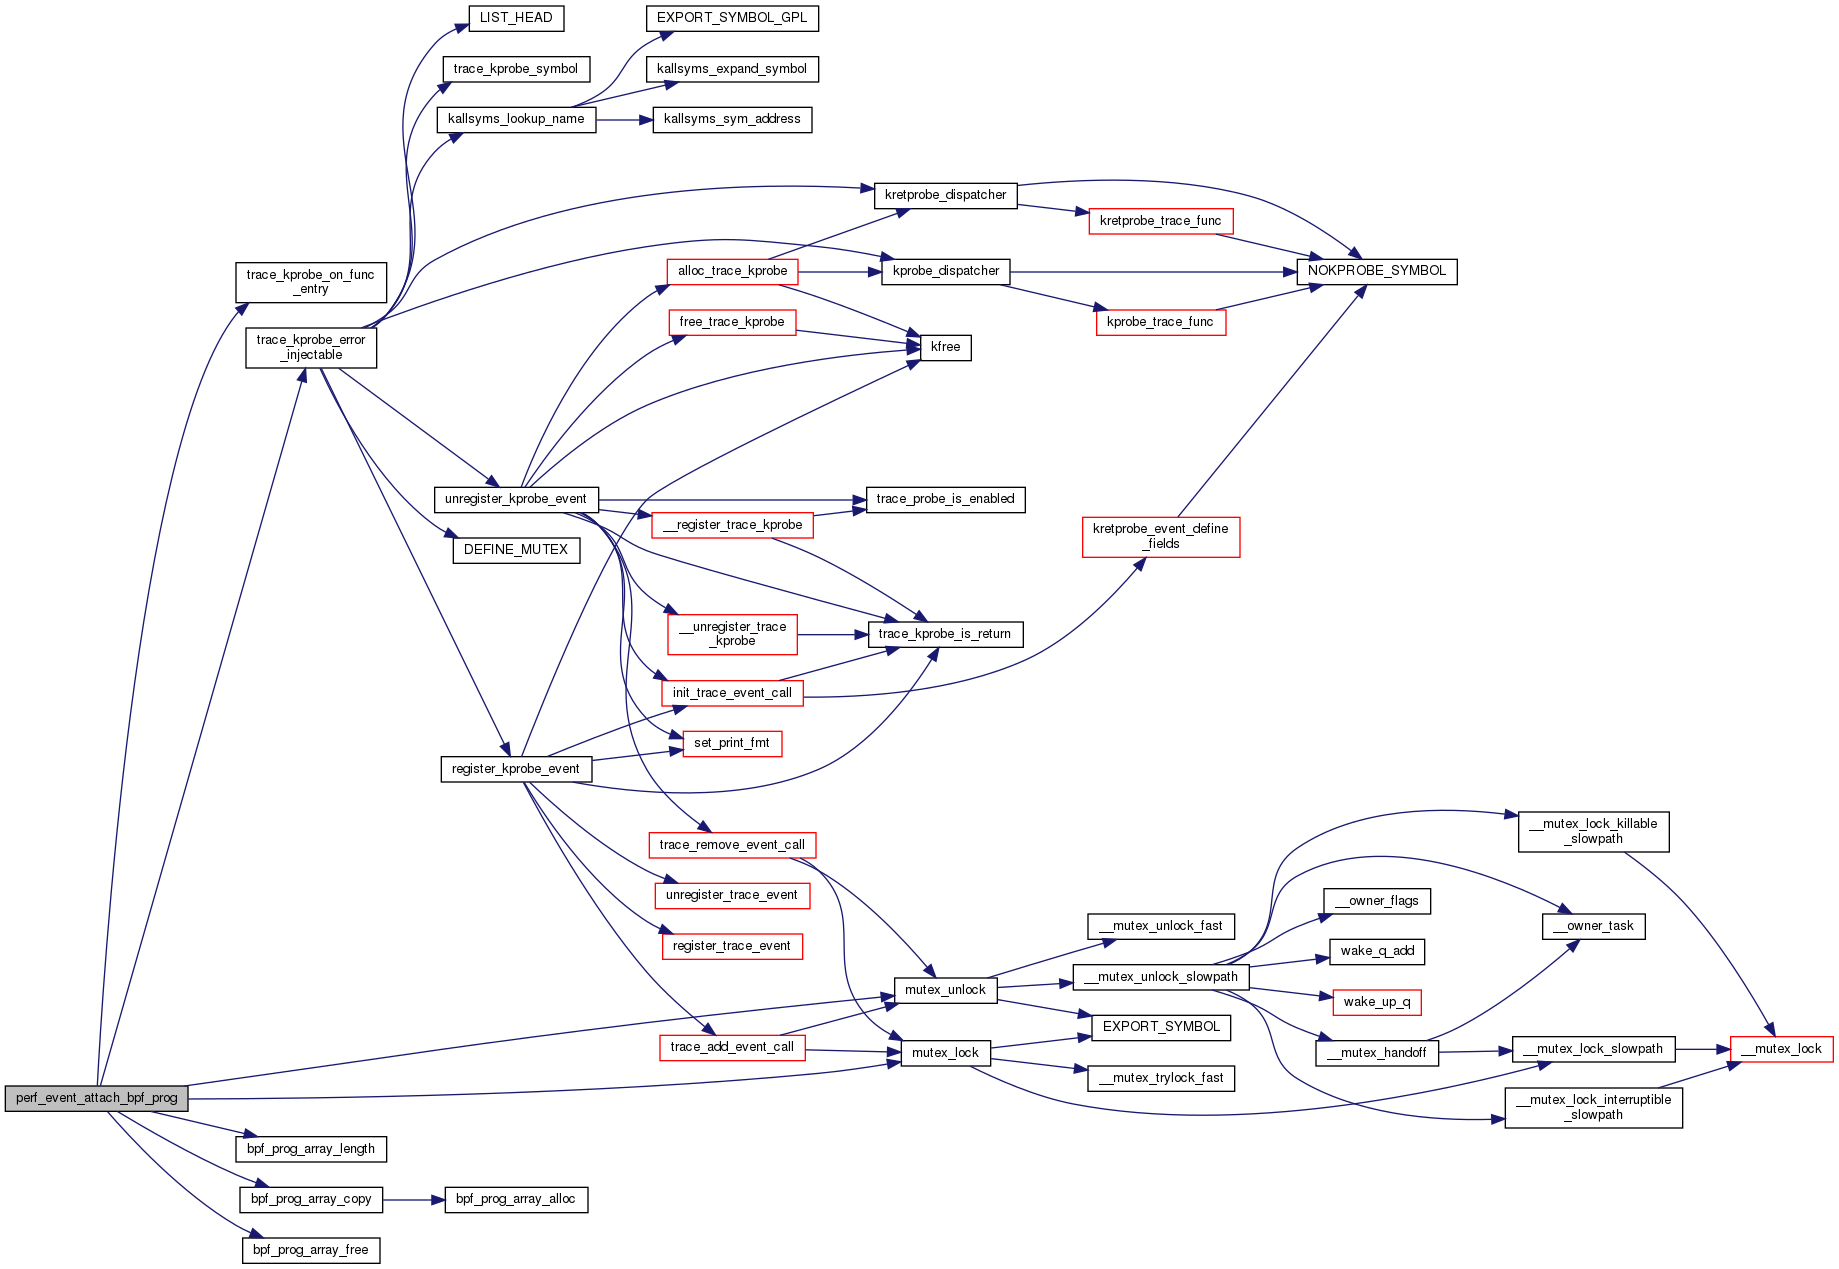 LIST_HEAD
EXPORT_SYMBOL_GPL
trace_kprobe_symbol
kallsyms_expand_symbol
kallsyms_lookup_name
kallsyms_sym_address
kretprobe_dispatcher
kretprobe_trace_func
trace_kprobe_on_func
_entry
alloc_trace_kprobe
kprobe_dispatcher
NOKPROBE_SYMBOL
free_trace_kprobe
kprobe_trace_func
trace_kprobe_error
_injectable
kfree
unregister_kprobe_event
trace_probe_is_enabled
__register_trace_kprobe
kretprobe_event_define
_fields
DEFINE_MUTEX
__unregister_trace
_kprobe
trace_kprobe_is_return
init_trace_event_call
set_print_fmt
register_kprobe_event
trace_remove_event_call
__mutex_lock_killable
_slowpath
unregister_trace_event
__owner_flags
register_trace_event
__mutex_unlock_fast
__owner_task
wake_q_add
mutex_unlock
__mutex_unlock_slowpath
wake_up_q
EXPORT_SYMBOL
trace_add_event_call
mutex_lock
__mutex_handoff
__mutex_lock_slowpath
__mutex_lock
__mutex_trylock_fast
perf_event_attach_bpf_prog
__mutex_lock_interruptible
_slowpath
bpf_prog_array_length
bpf_prog_array_copy
bpf_prog_array_alloc
bpf_prog_array_free